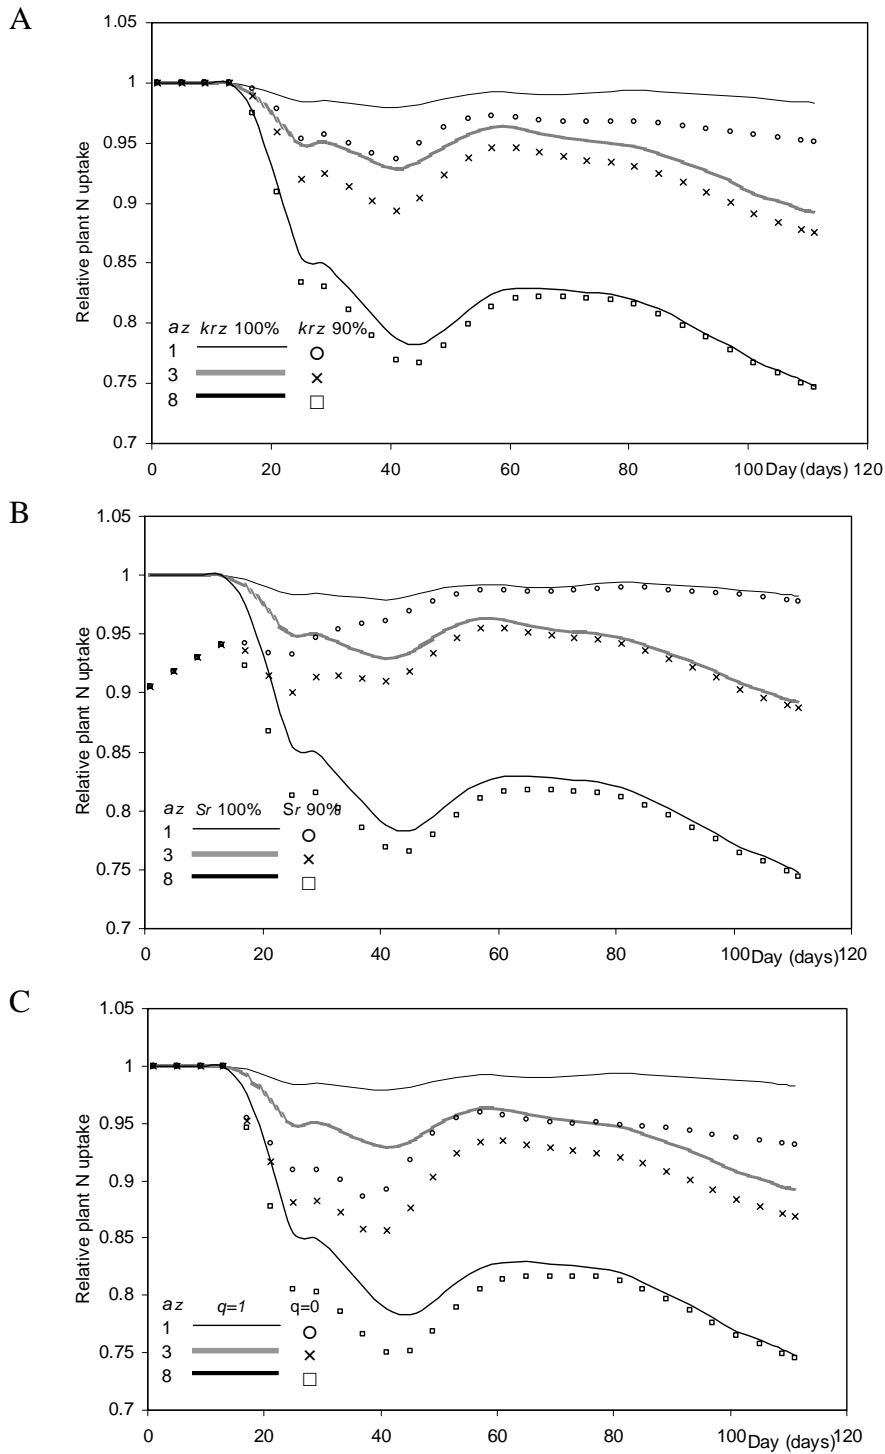 A
1.05
1
0.95
0.9
0.85
0.8
0.75
0.7
Relative plant N uptake
az krz 100% krz 90%
1
3
8
0 20 40 60 80 100 Day (days) 120
B
1.05
1
0.95
0.9
0.85
0.8
0.75
0.7
Relative plant N uptake
az Sr 100% Sr 90%
1
3
8
0 20 40 60 80 100 Day (days) 120
C
1.05
1
0.95
0.9
0.85
0.8
0.75
0.7
Relative plant N uptake
az q=1 q=0
1
3
8
0 20 40 60 80 100 Day (days) 120